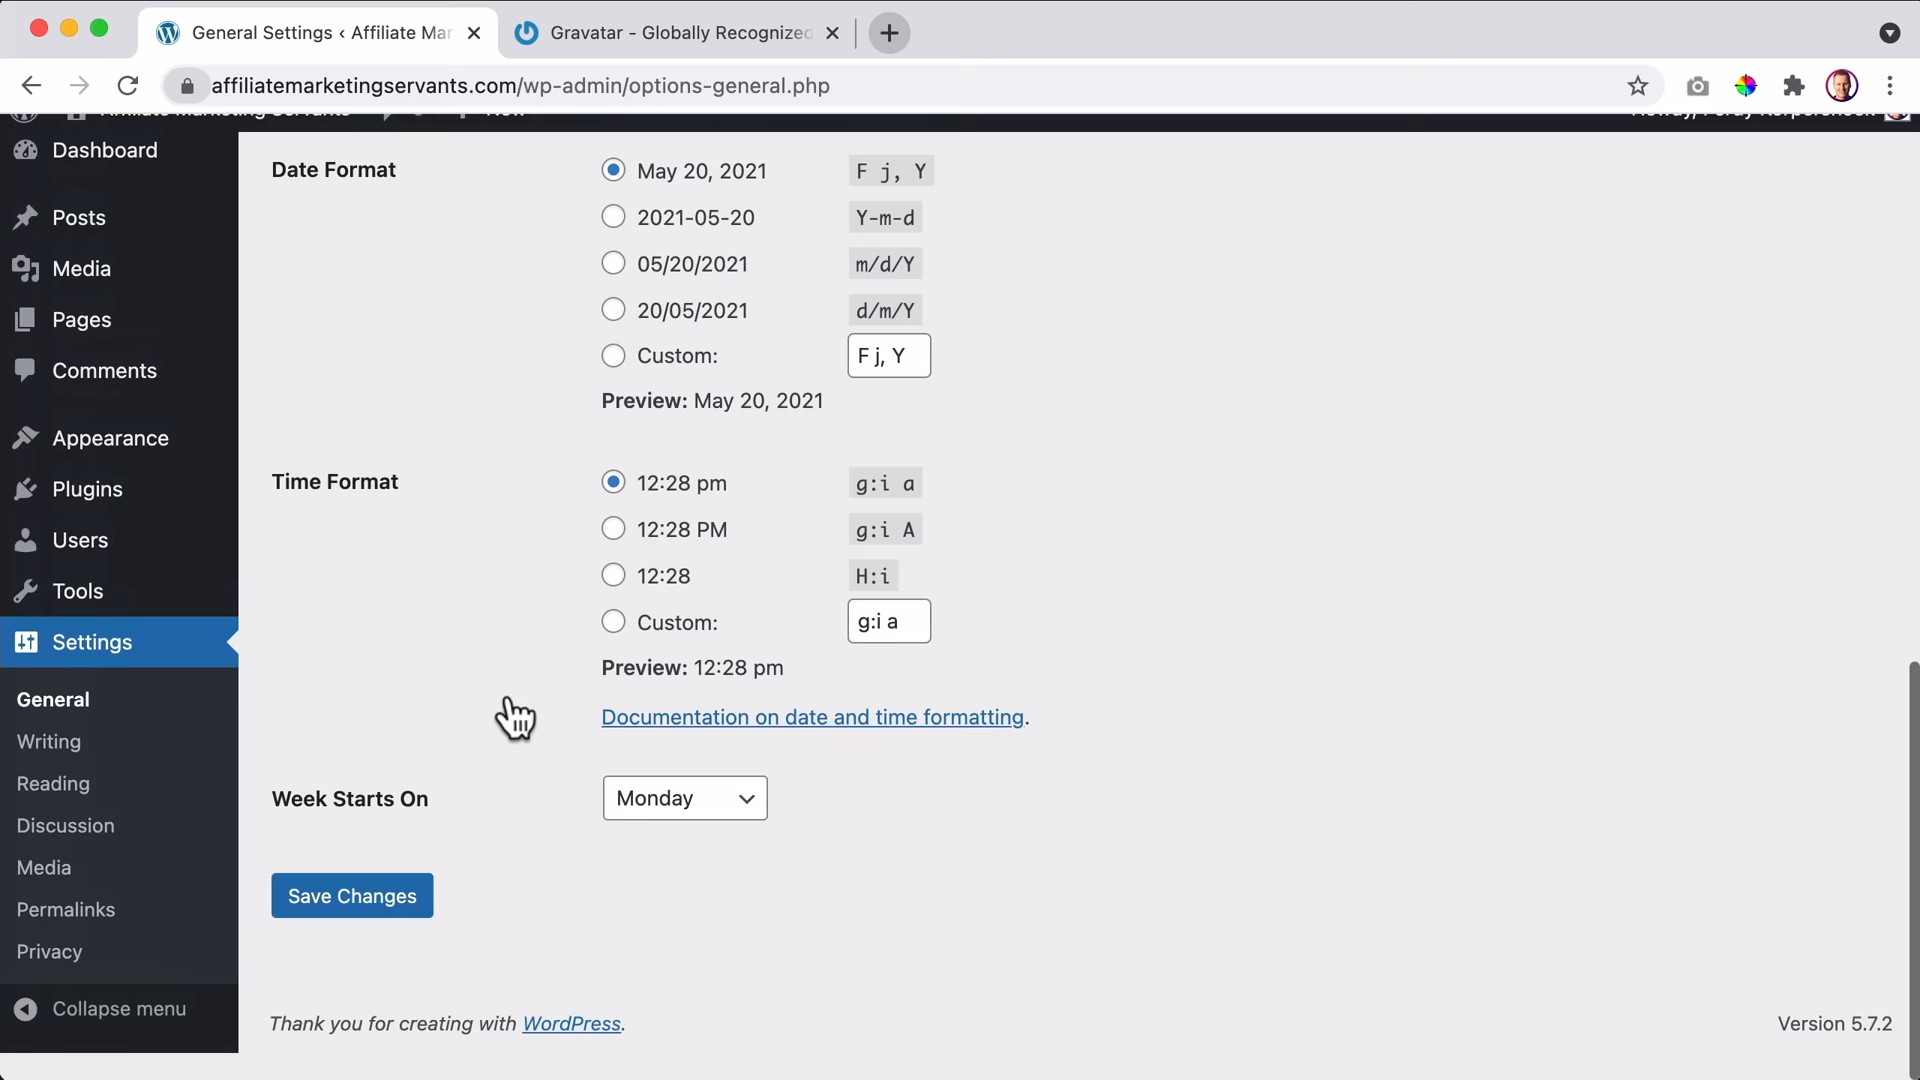 General Settings ‹ Affiliate Mar
Gravatar - Globally Recognized
affiliatemarketingservants.com/wp-admin/options-general.php
Affiliate Marketing Servants
New
Dashboard
Posts
Media
Pages
Comments
Appearance
Plugins
Users
Tools
Settings
General
Writing
Reading
Discussion
Media
Permalinks
Privacy
Collapse menu
Date Format
May 20, 2021 F j, Y
2021-05-20 Y-m-d
05/20/2021 m/d/Y
20/05/2021 d/m/Y
Custom: F j, Y
Preview: May 20, 2021
Time Format
12:28 pm g:i a
12:28 PM g:i A
12:28 H:i
Custom: g:i a
Preview: 12:28 pm
Documentation on date and time formatting.
Week Starts On Monday
Save Changes
Thank you for creating with WordPress.
Version 5.7.2